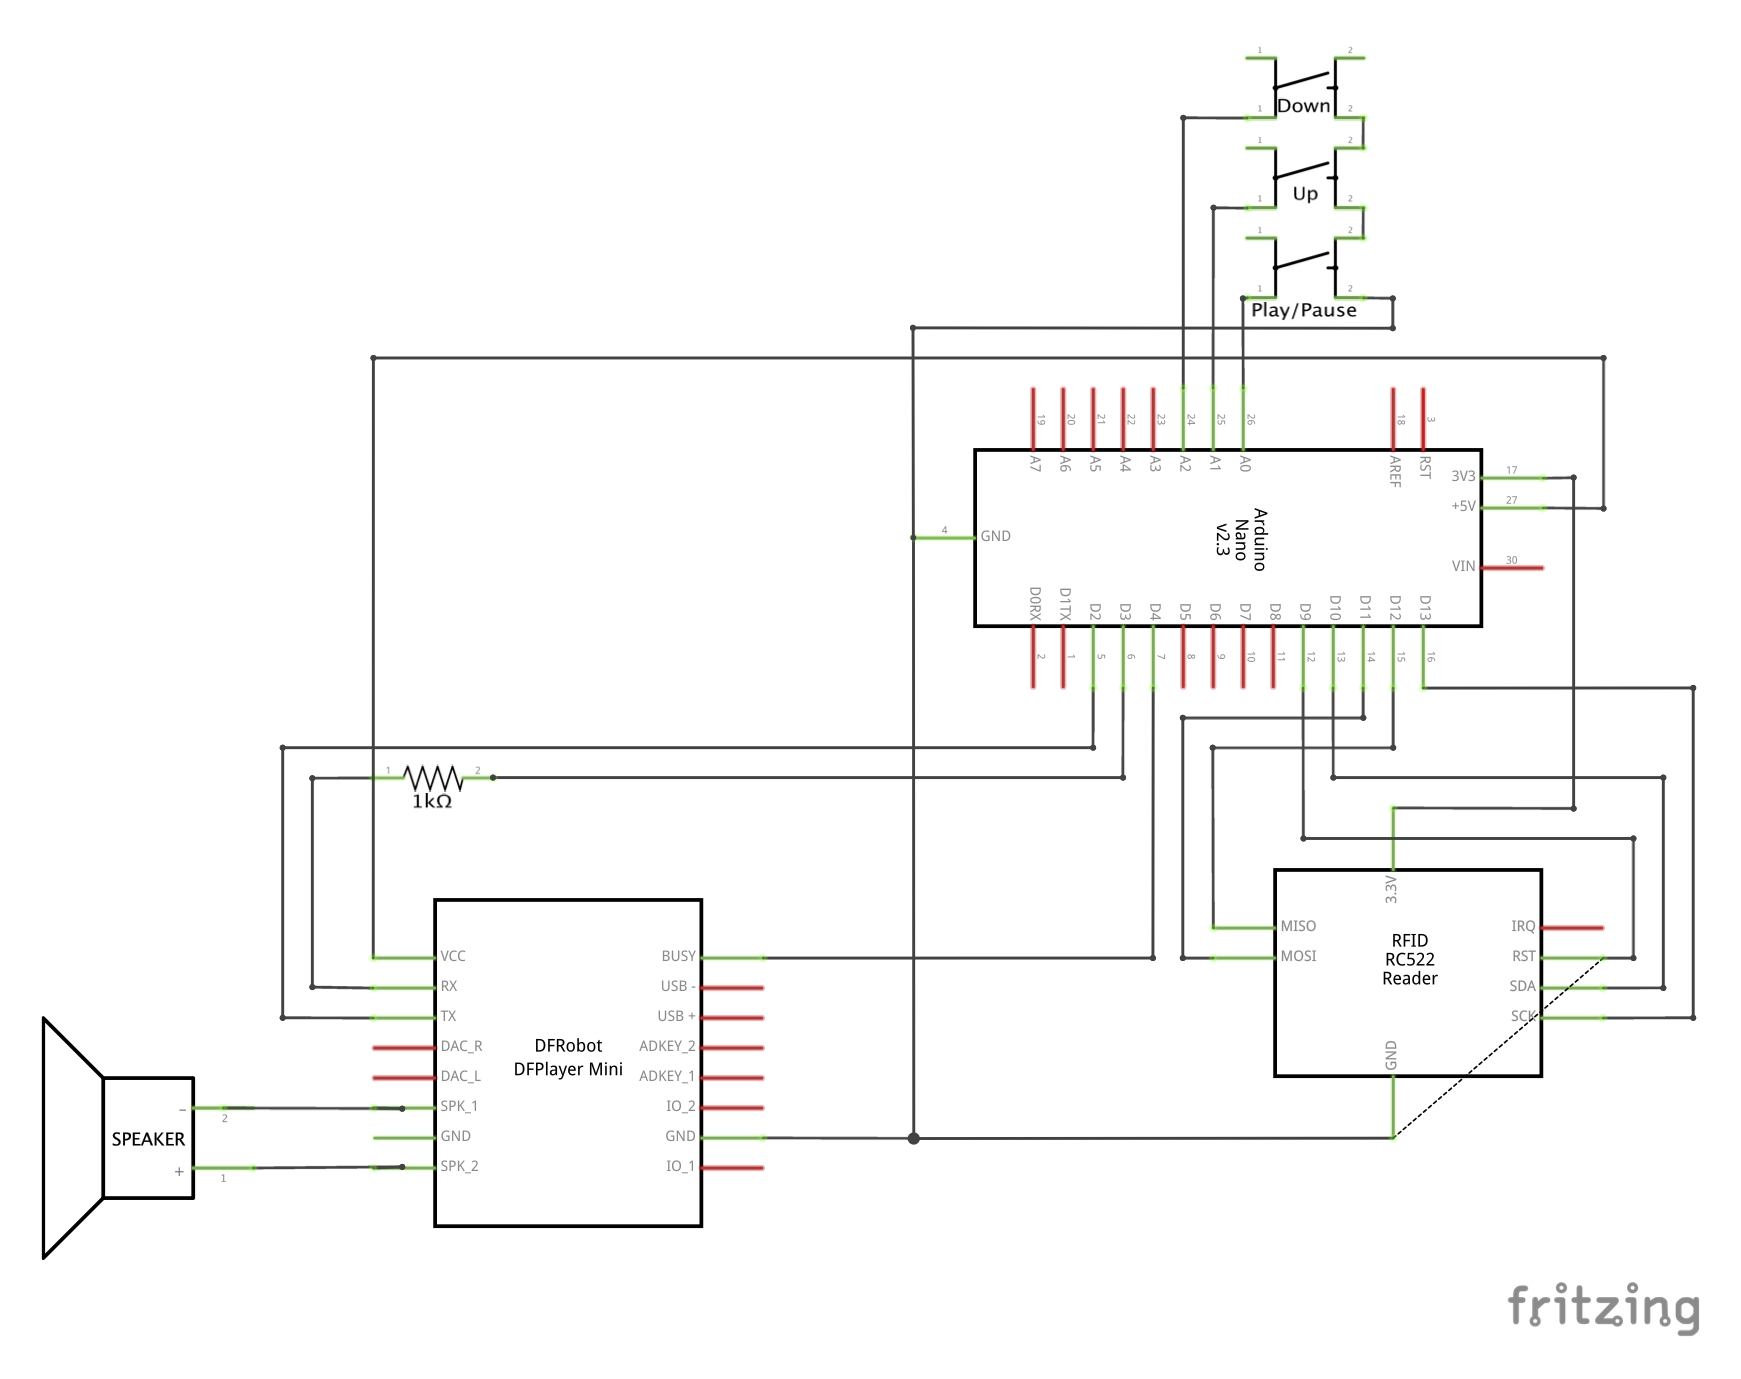 1 2
Down
1 2
1 2
Up
1 2
1 2
1 2
Play/Pause
19 20 21 22 23 24 25 26 18 3
A7 A6 A5 A4 A3 A2 A1 A0 AREF RST
3V3 17
+5V 27
4 GND
Arduino
Nano
v2.3
VIN 30
D0RX D1TX D2 D3 D4 D5 D6 D7 D8 D9 D10 D11 D12 D13
2 1 5 6 7 8 9 10 11 12 13 14 15 16
1 2
1kΩ
3.3V
MISO IRQ
MOSI RST
SDA
SCK
RFID
RC522
Reader
GND
VCC BUSY
RX USB -
TX USB +
DAC_R ADKEY_2
DAC_L ADKEY_1
SPK_1 IO_2
GND GND
SPK_2 IO_1
DFRobot
DFPlayer Mini
− 2
SPEAKER
+ 1
fritzing